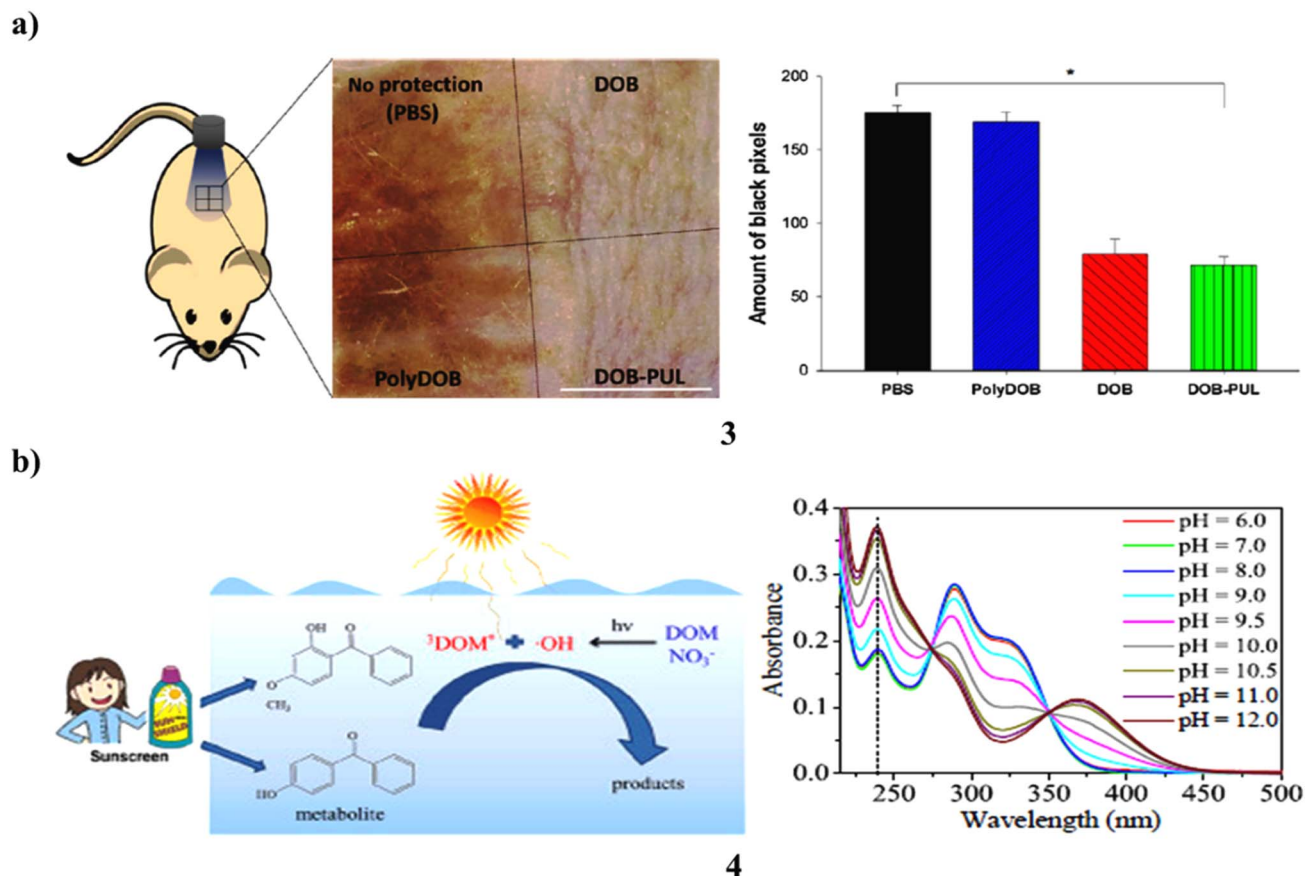 a)
No protection
(PBS)
DOB
PolyDOB
DOB-PUL
Amount of black pixels
200
150
100
50
0
*
PBS
PolyDOB
DOB
DOB-PUL
3
b)
Sunscreen
OH
O
O
CH₃
O
HO
metabolite
³DOM*
·OH
hν
DOM
NO₃⁻
products
Absorbance
0.4
0.3
0.2
0.1
0.0
pH = 6.0
pH = 7.0
pH = 8.0
pH = 9.0
pH = 9.5
pH = 10.0
pH = 10.5
pH = 11.0
pH = 12.0
250
300
350
400
450
500
Wavelength (nm)
4